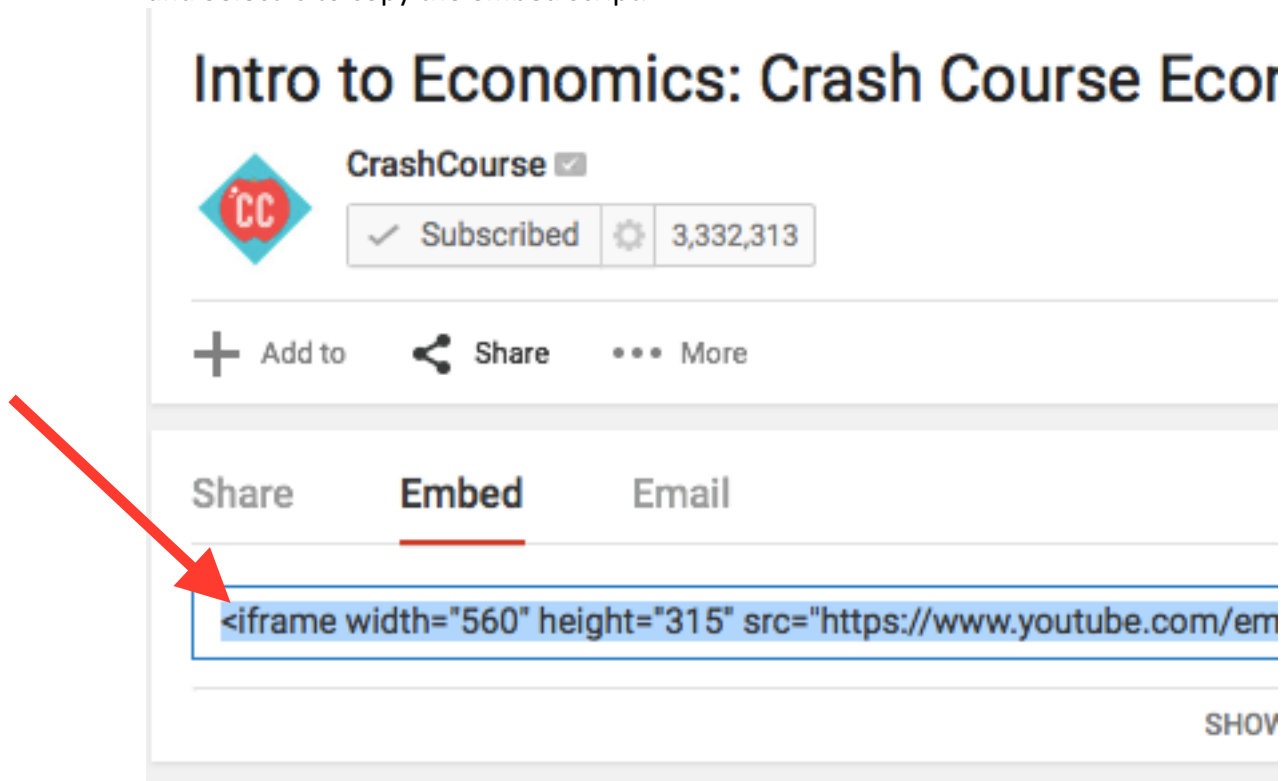 Intro to Economics: Crash Course Econ
CC
CrashCourse
Subscribed 3,332,313
Add to Share More
Share Embed Email
<iframe width="560" height="315" src="https://www.youtube.com/em
SHOW